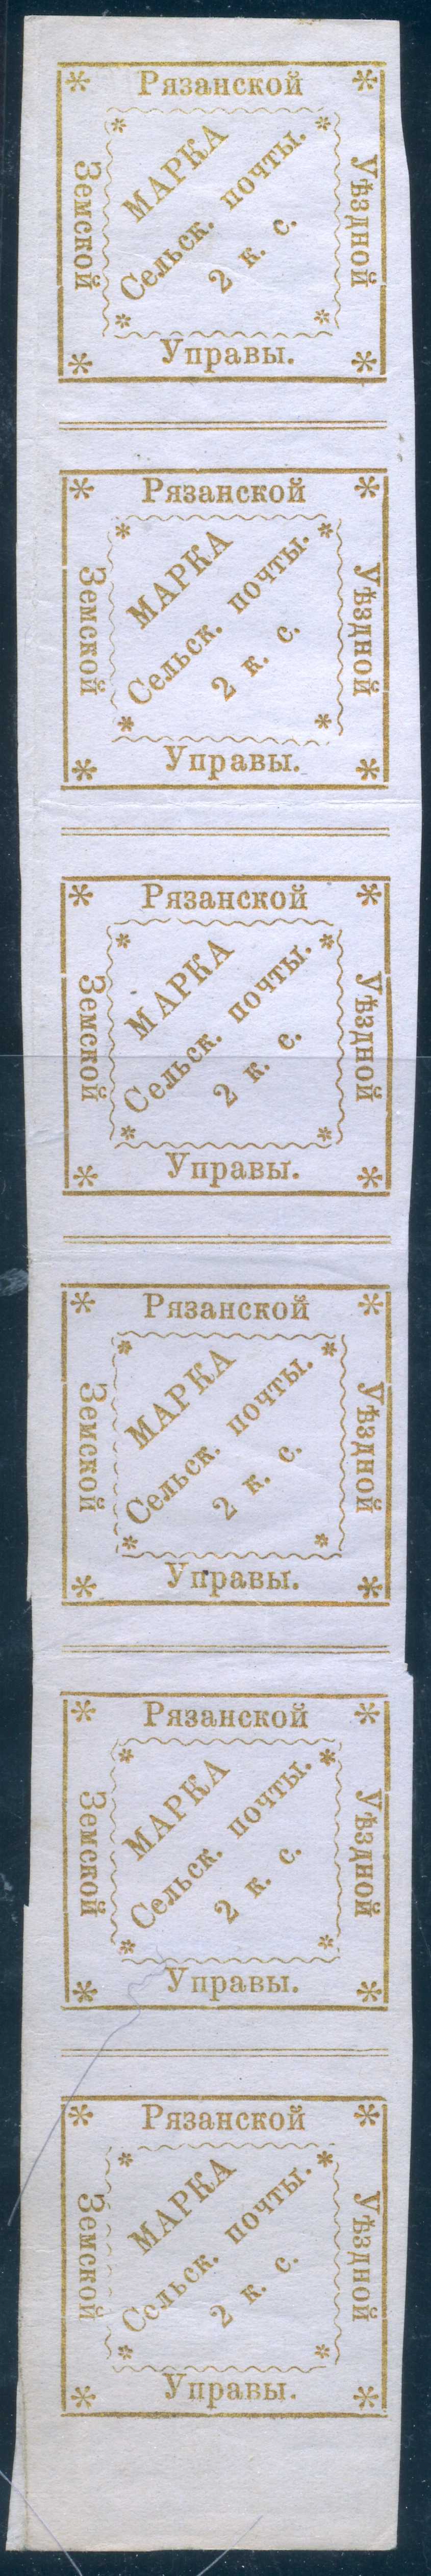 Рязанской
Уѣздной
Земской
Управы.
МАРКА
Сельск. почты.
2 к. с.
Рязанской
Уѣздной
Земской
Управы.
МАРКА
Сельск. почты.
2 к. с.
Рязанской
Уѣздной
Земской
Управы.
МАРКА
Сельск. почты.
2 к. с.
Рязанской
Уѣздной
Земской
Управы.
МАРКА
Сельск. почты.
2 к. с.
Рязанской
Уѣздной
Земской
Управы.
МАРКА
Сельск. почты.
2 к. с.
Рязанской
Уѣздной
Земской
Управы.
МАРКА
Сельск. почты.
2 к. с.